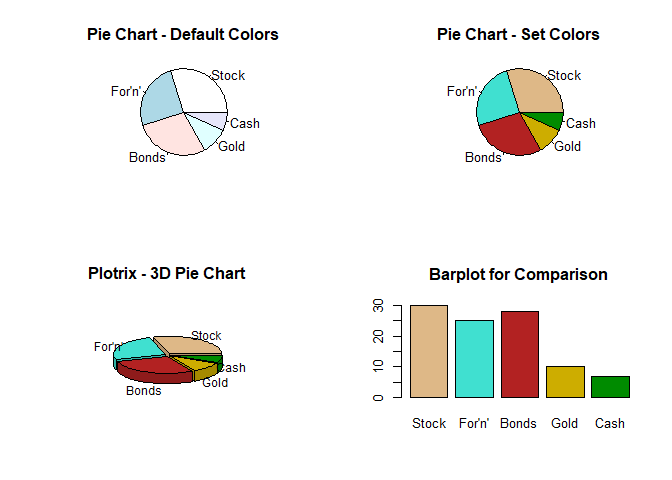 Pie Chart - Default Colors
Stock
For'n'
Cash
Gold
Bonds
Pie Chart - Set Colors
Stock
For'n'
Cash
Gold
Bonds
Plotrix - 3D Pie Chart
Stock
For'n'
Cash
Gold
Bonds
Barplot for Comparison
30
20
10
0
Stock For'n' Bonds Gold Cash